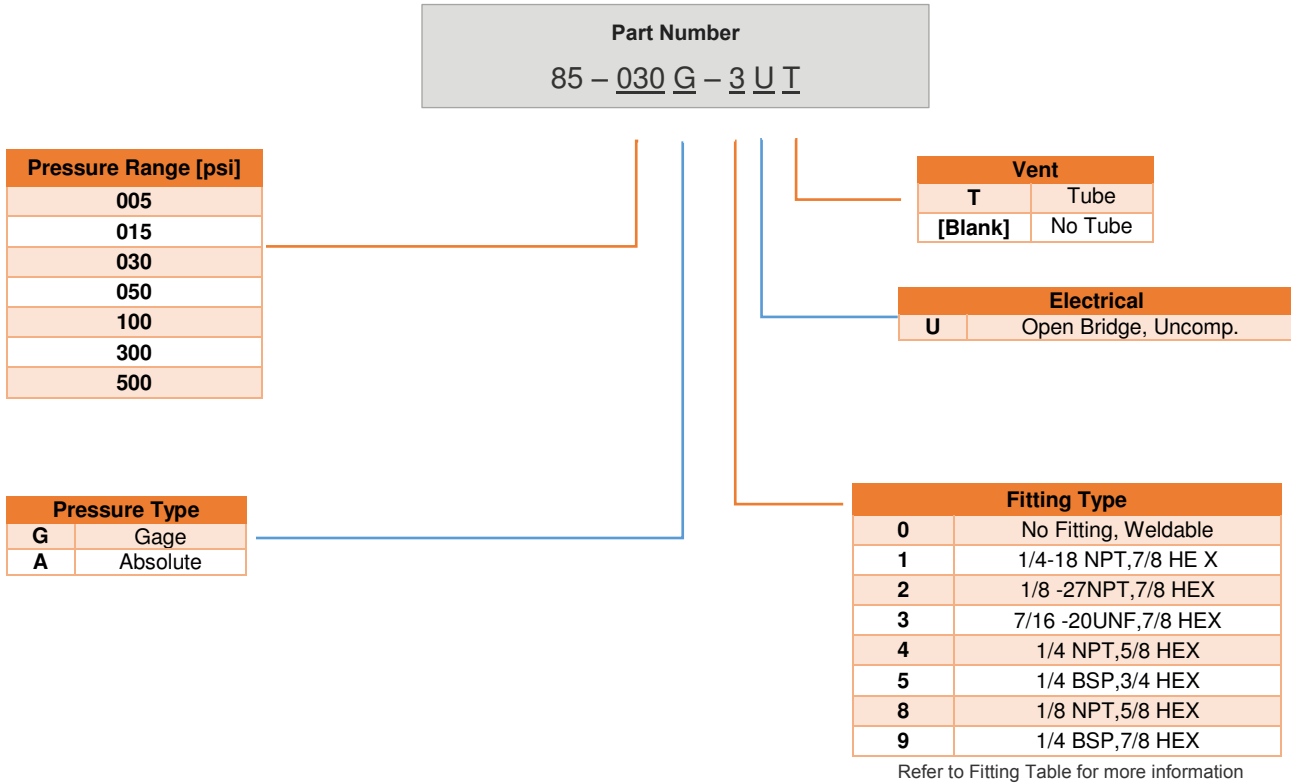 Part Number
85 – 030 G – 3 U T
Pressure Range [psi]
005
015
030
050
100
300
500
Vent
T Tube
[Blank] No Tube
Electrical
U Open Bridge, Uncomp.
Pressure Type
G Gage
A Absolute
Fitting Type
0 No Fitting, Weldable
1 1/4-18 NPT,7/8 HE X
2 1/8 -27NPT,7/8 HEX
3 7/16 -20UNF,7/8 HEX
4 1/4 NPT,5/8 HEX
5 1/4 BSP,3/4 HEX
8 1/8 NPT,5/8 HEX
9 1/4 BSP,7/8 HEX
Refer to Fitting Table for more information